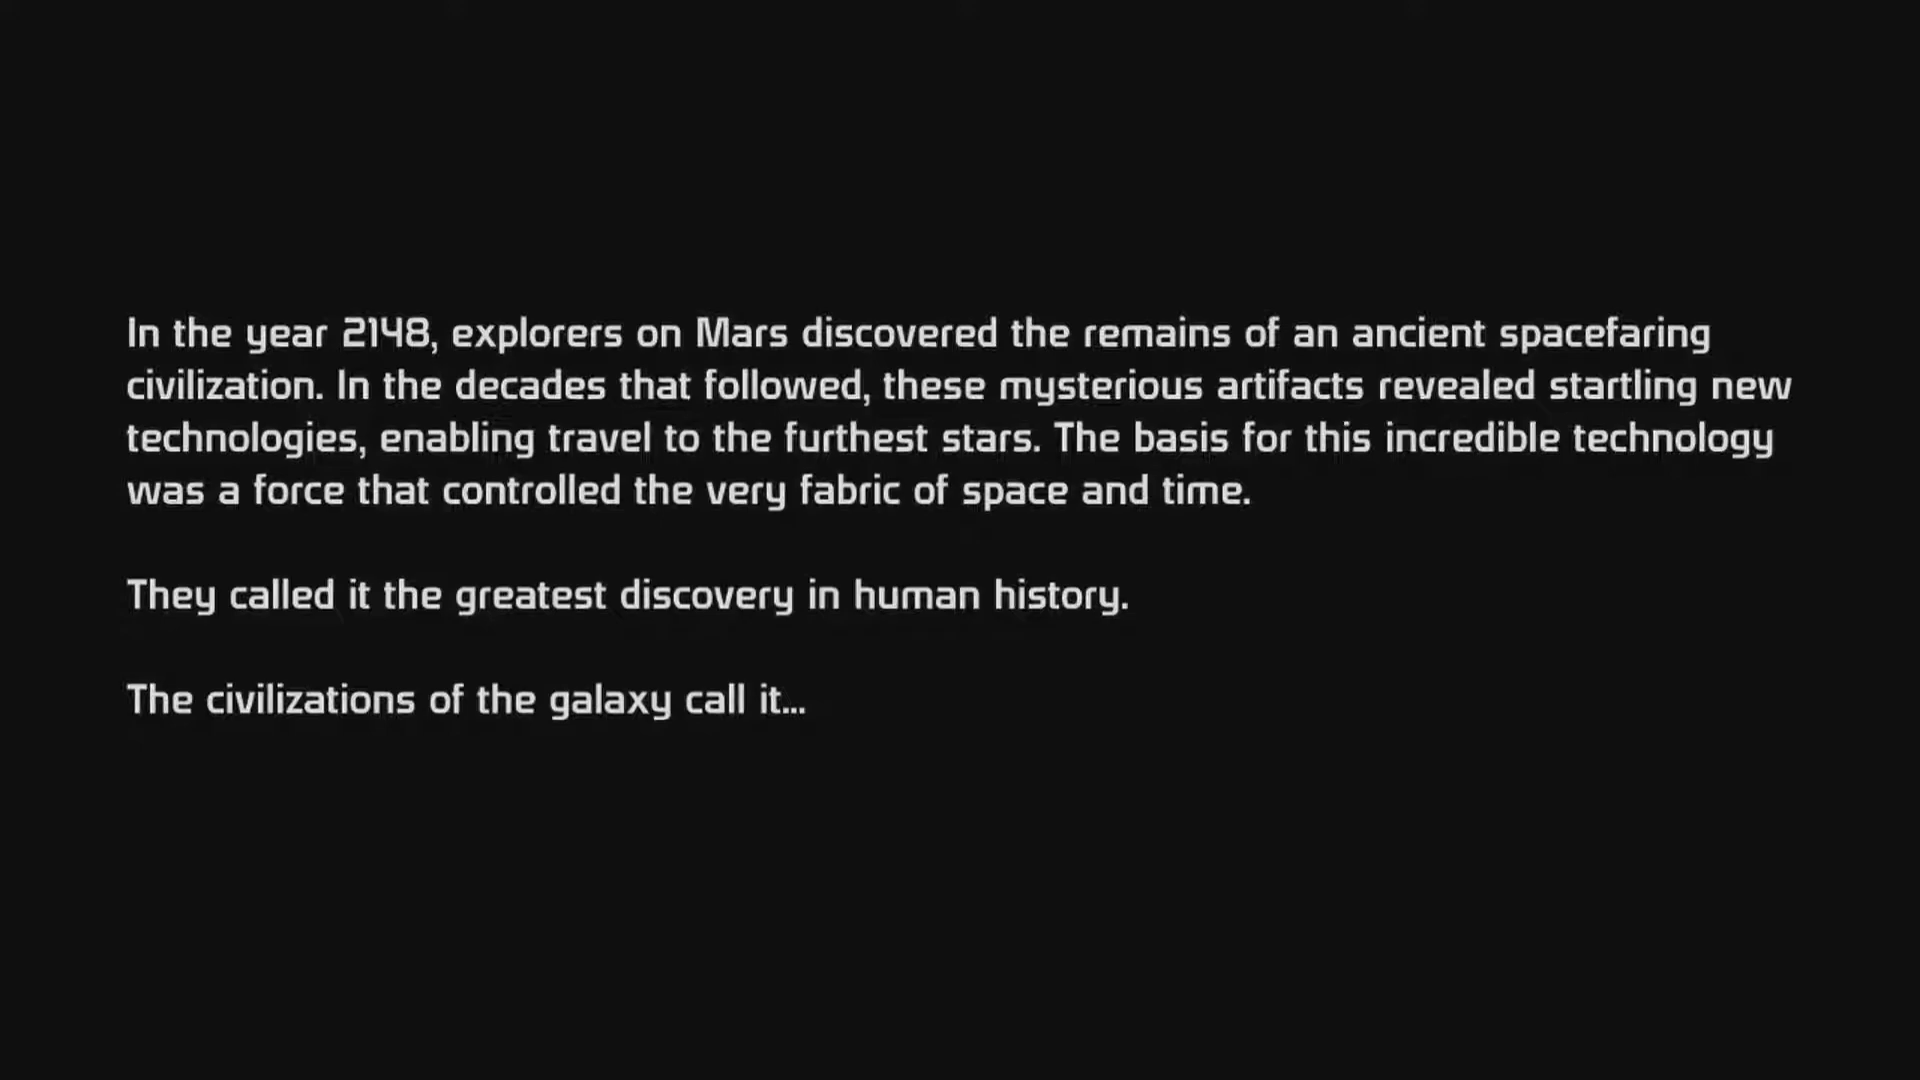 In the year 2148, explorers on Mars discovered the remains of an ancient spacefaring
civilization. In the decades that followed, these mysterious artifacts revealed startling new
technologies, enabling travel to the furthest stars. The basis for this incredible technology
was a force that controlled the very fabric of space and time.
They called it the greatest discovery in human history.
The civilizations of the galaxy call it...